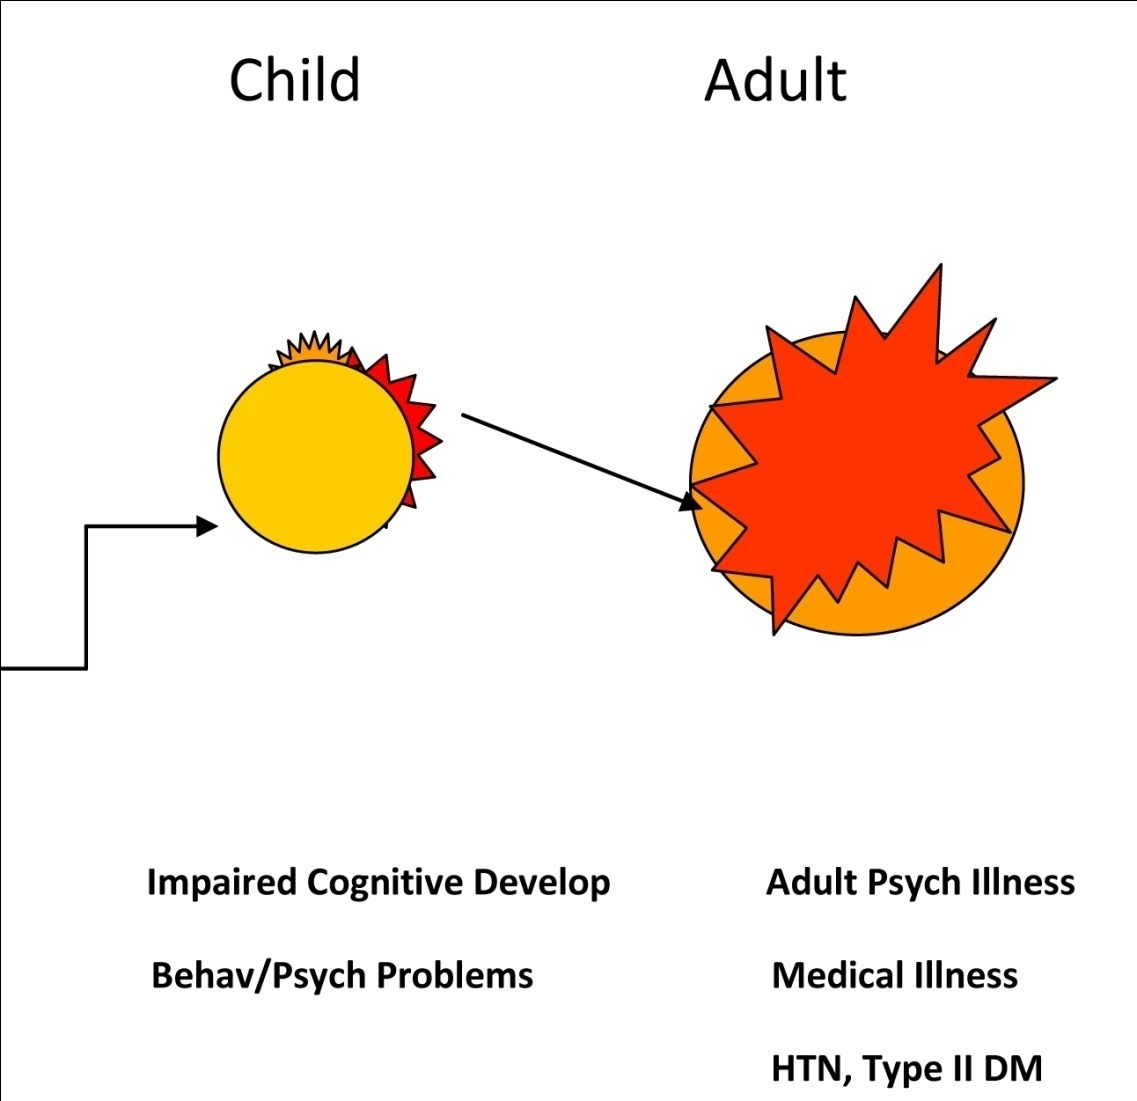 Child
Adult
Impaired Cognitive Develop
Adult Psych Illness
Behav/Psych Problems
Medical Illness
HTN, Type II DM